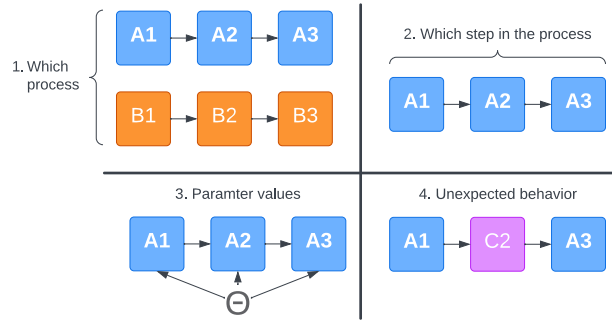 1. Which
process
A1 A2 A3
B1 B2 B3
2. Which step in the process
A1 A2 A3
3. Paramter values
A1 A2 A3
Θ
4. Unexpected behavior
A1 C2 A3